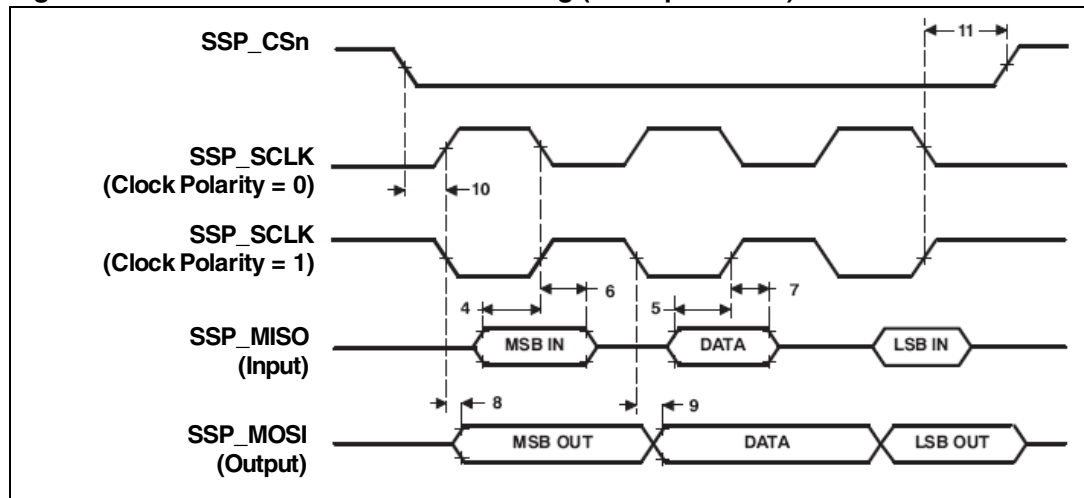 SSP_CSn
11
SSP_SCLK
(Clock Polarity = 0)
10
SSP_SCLK
(Clock Polarity = 1)
4
6
5
7
SSP_MISO
(Input)
MSB IN
DATA
LSB IN
8
9
SSP_MOSI
(Output)
MSB OUT
DATA
LSB OUT